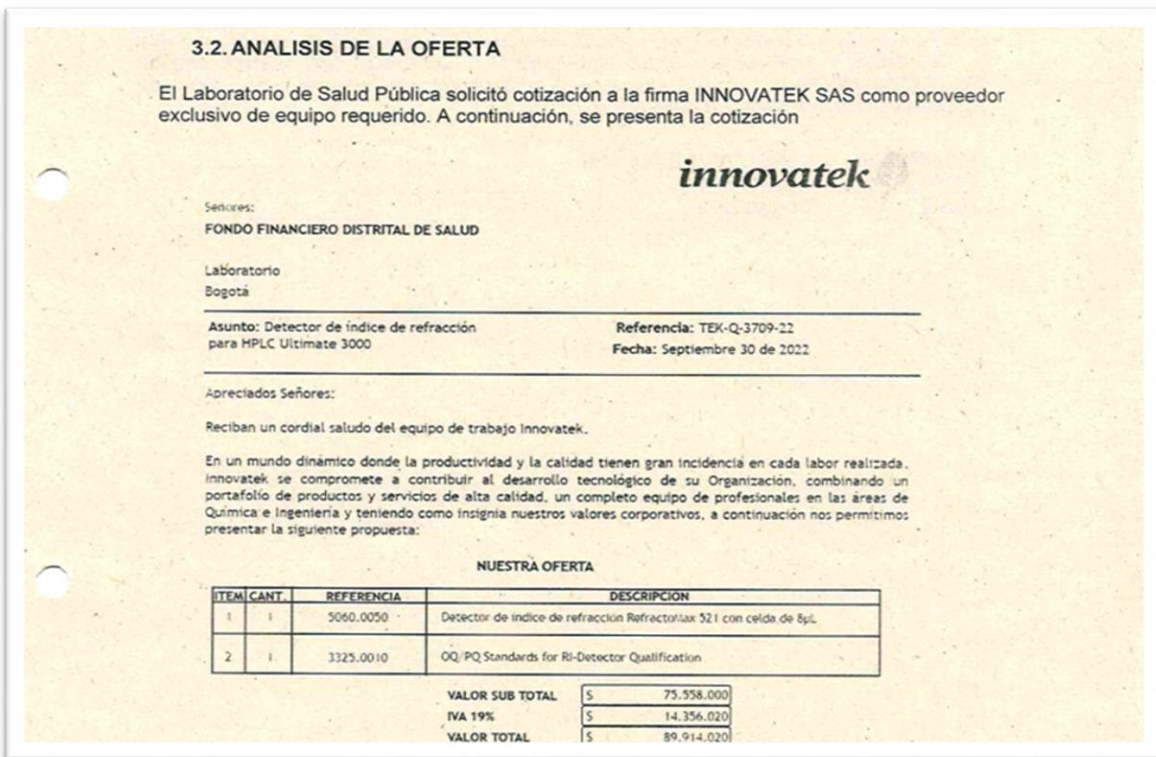 3.2. ANALISIS DE LA OFERTA
El Laboratorio de Salud Pública solicitó cotización a la firma INNOVATEK SAS como proveedor
exclusivo de equipo requerido. A continuación, se presenta la cotización
innovatek
Señores:
FONDO FINANCIERO DISTRITAL DE SALUD
Laboratorio
Bogotá
Asunto: Detector de índice de refracción
para HPLC Ultimate 3000
Referencia: TEK-Q-3709-22
Fecha: Septiembre 30 de 2022
Apreciados Señores:
Reciban un cordial saludo del equipo de trabajo Innovatek.
En un mundo dinámico donde la productividad y la calidad tienen gran incidencia en cada labor realizada,
Innovatek se compromete a contribuir al desarrollo tecnológico de su Organización, combinando un
portafolio de productos y servicios de alta calidad, un completo equipo de profesionales en las áreas de
Química e Ingeniería y teniendo como insignia nuestros valores corporativos, a continuación nos permitimos
presentar la siguiente propuesta:
NUESTRA OFERTA
ITEM CANT. REFERENCIA DESCRIPCION
1 1 5060.0050 Detector de índice de refracción RefractoMax 521 con celda de 8µL
2 1 3325.0010 OQ/PQ Standards for RI-Detector Qualification
VALOR SUB TOTAL $ 75.558.000
IVA 19% $ 14.356.020
VALOR TOTAL $ 89.914.020